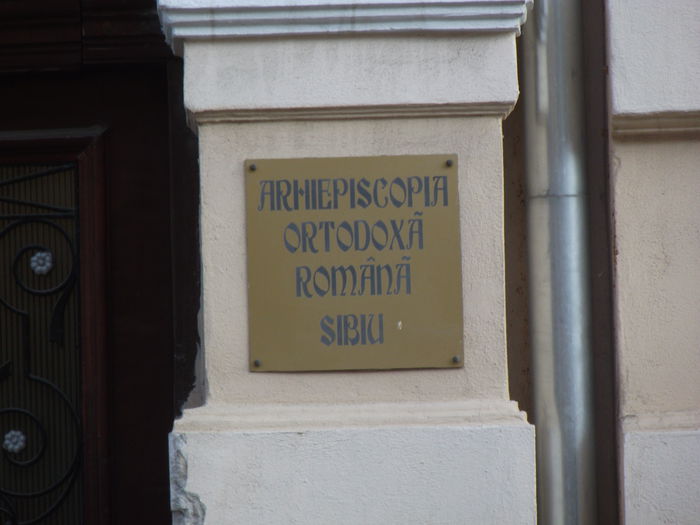 ARHIEPISCOPIA
ORTODOXÃ
ROMÂNÃ
SIBIU